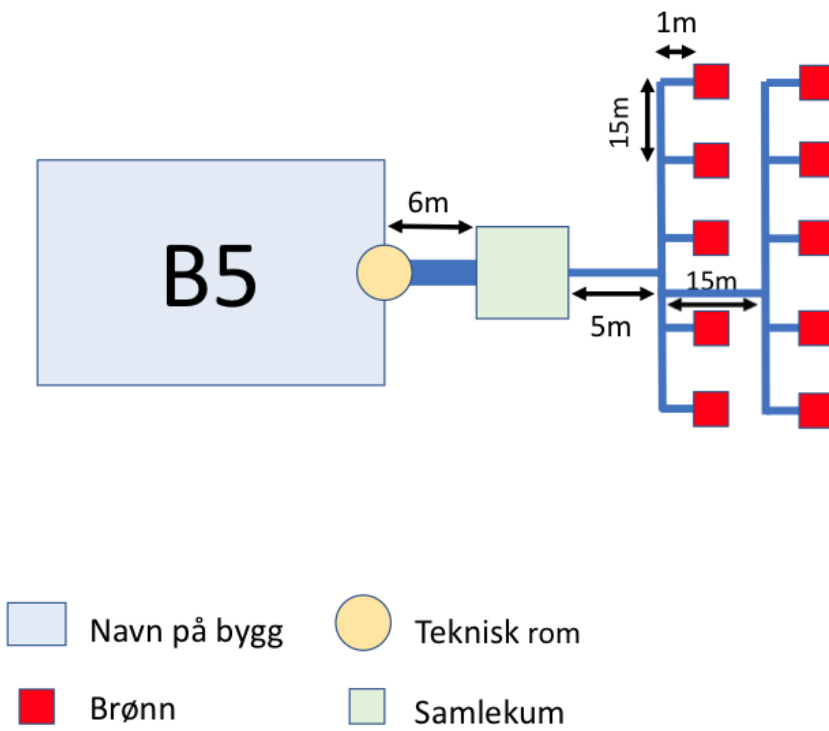 1m
15m
6m
B5
15m
5m
Navn på bygg
Teknisk rom
Brønn
Samlekum